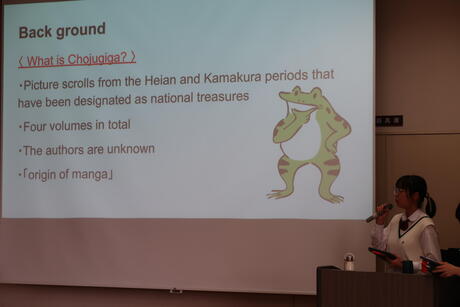 Back ground
〈 What is Chojugiga? 〉
・Picture scrolls from the Heian and Kamakura periods that
have been designated as national treasures
・Four volumes in total
・The authors are unknown
・「origin of manga」